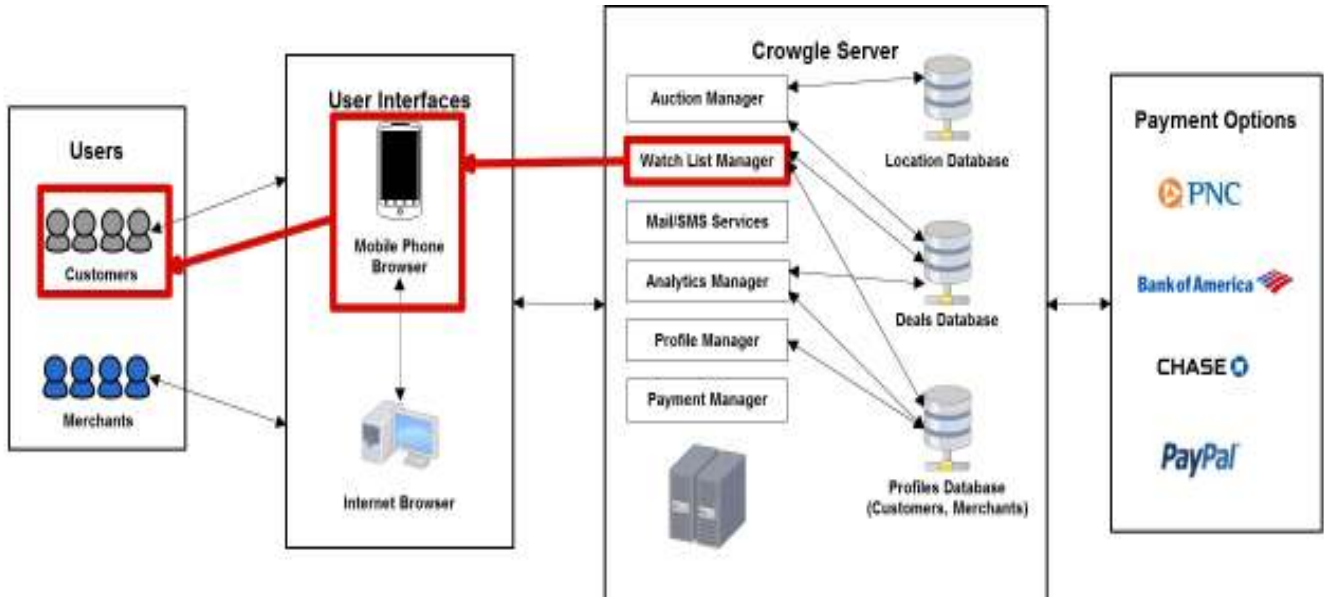 Users
Customers
Merchants
User Interfaces
Mobile Phone
Browser
Internet Browser
Crowgle Server
Auction Manager
Watch List Manager
Mail/SMS Services
Analytics Manager
Profile Manager
Payment Manager
Location Database
Deals Database
Profiles Database
(Customers, Merchants)
Payment Options
PNC
Bank of America
CHASE
PayPal